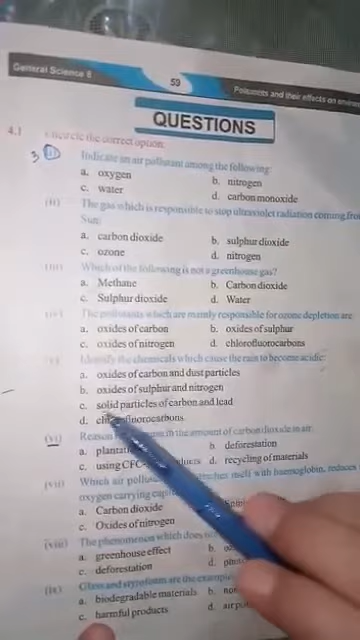 General Science 8
59
Pollutants and their effects on
QUESTIONS
4.1 Encircle the correct option:
3 (i) Indicate an air pollutant among the following:
a. oxygen b. nitrogen
c. water d. carbon monoxide
(ii) The gas which is responsible to stop ultraviolet radiation coming from
Sun:
a. carbon dioxide b. sulphur dioxide
c. ozone d. nitrogen
(iii) Which of the following is not a greenhouse gas?
a. Methane b. Carbon dioxide
c. Sulphur dioxide d. Water
(iv) The pollutants which are mainly responsible for ozone depletion are:
a. oxides of carbon b. oxides of sulphur
c. oxides of nitrogen d. chlorofluorocarbons
(v) Identify the chemicals which cause the rain to become acidic:
a. oxides of carbon and dust particles
b. oxides of sulphur and nitrogen
c. solid particles of carbon and lead
d. chlorofluorocarbons
(vi) Reason in the amount of carbon dioxide in air:
a. b. deforestation
c. using CFC d. recycling of materials
(vii) Which air itself with haemoglobin, reduces
oxygen carrying
a. Carbon dioxide
c. Oxides of nitrogen
(viii) The phenomenon which does
a. greenhouse effect b.
c. deforestation d.
(ix) Glass and styrofoams are the
a. biodegradable materials b.
c. harmful products d.